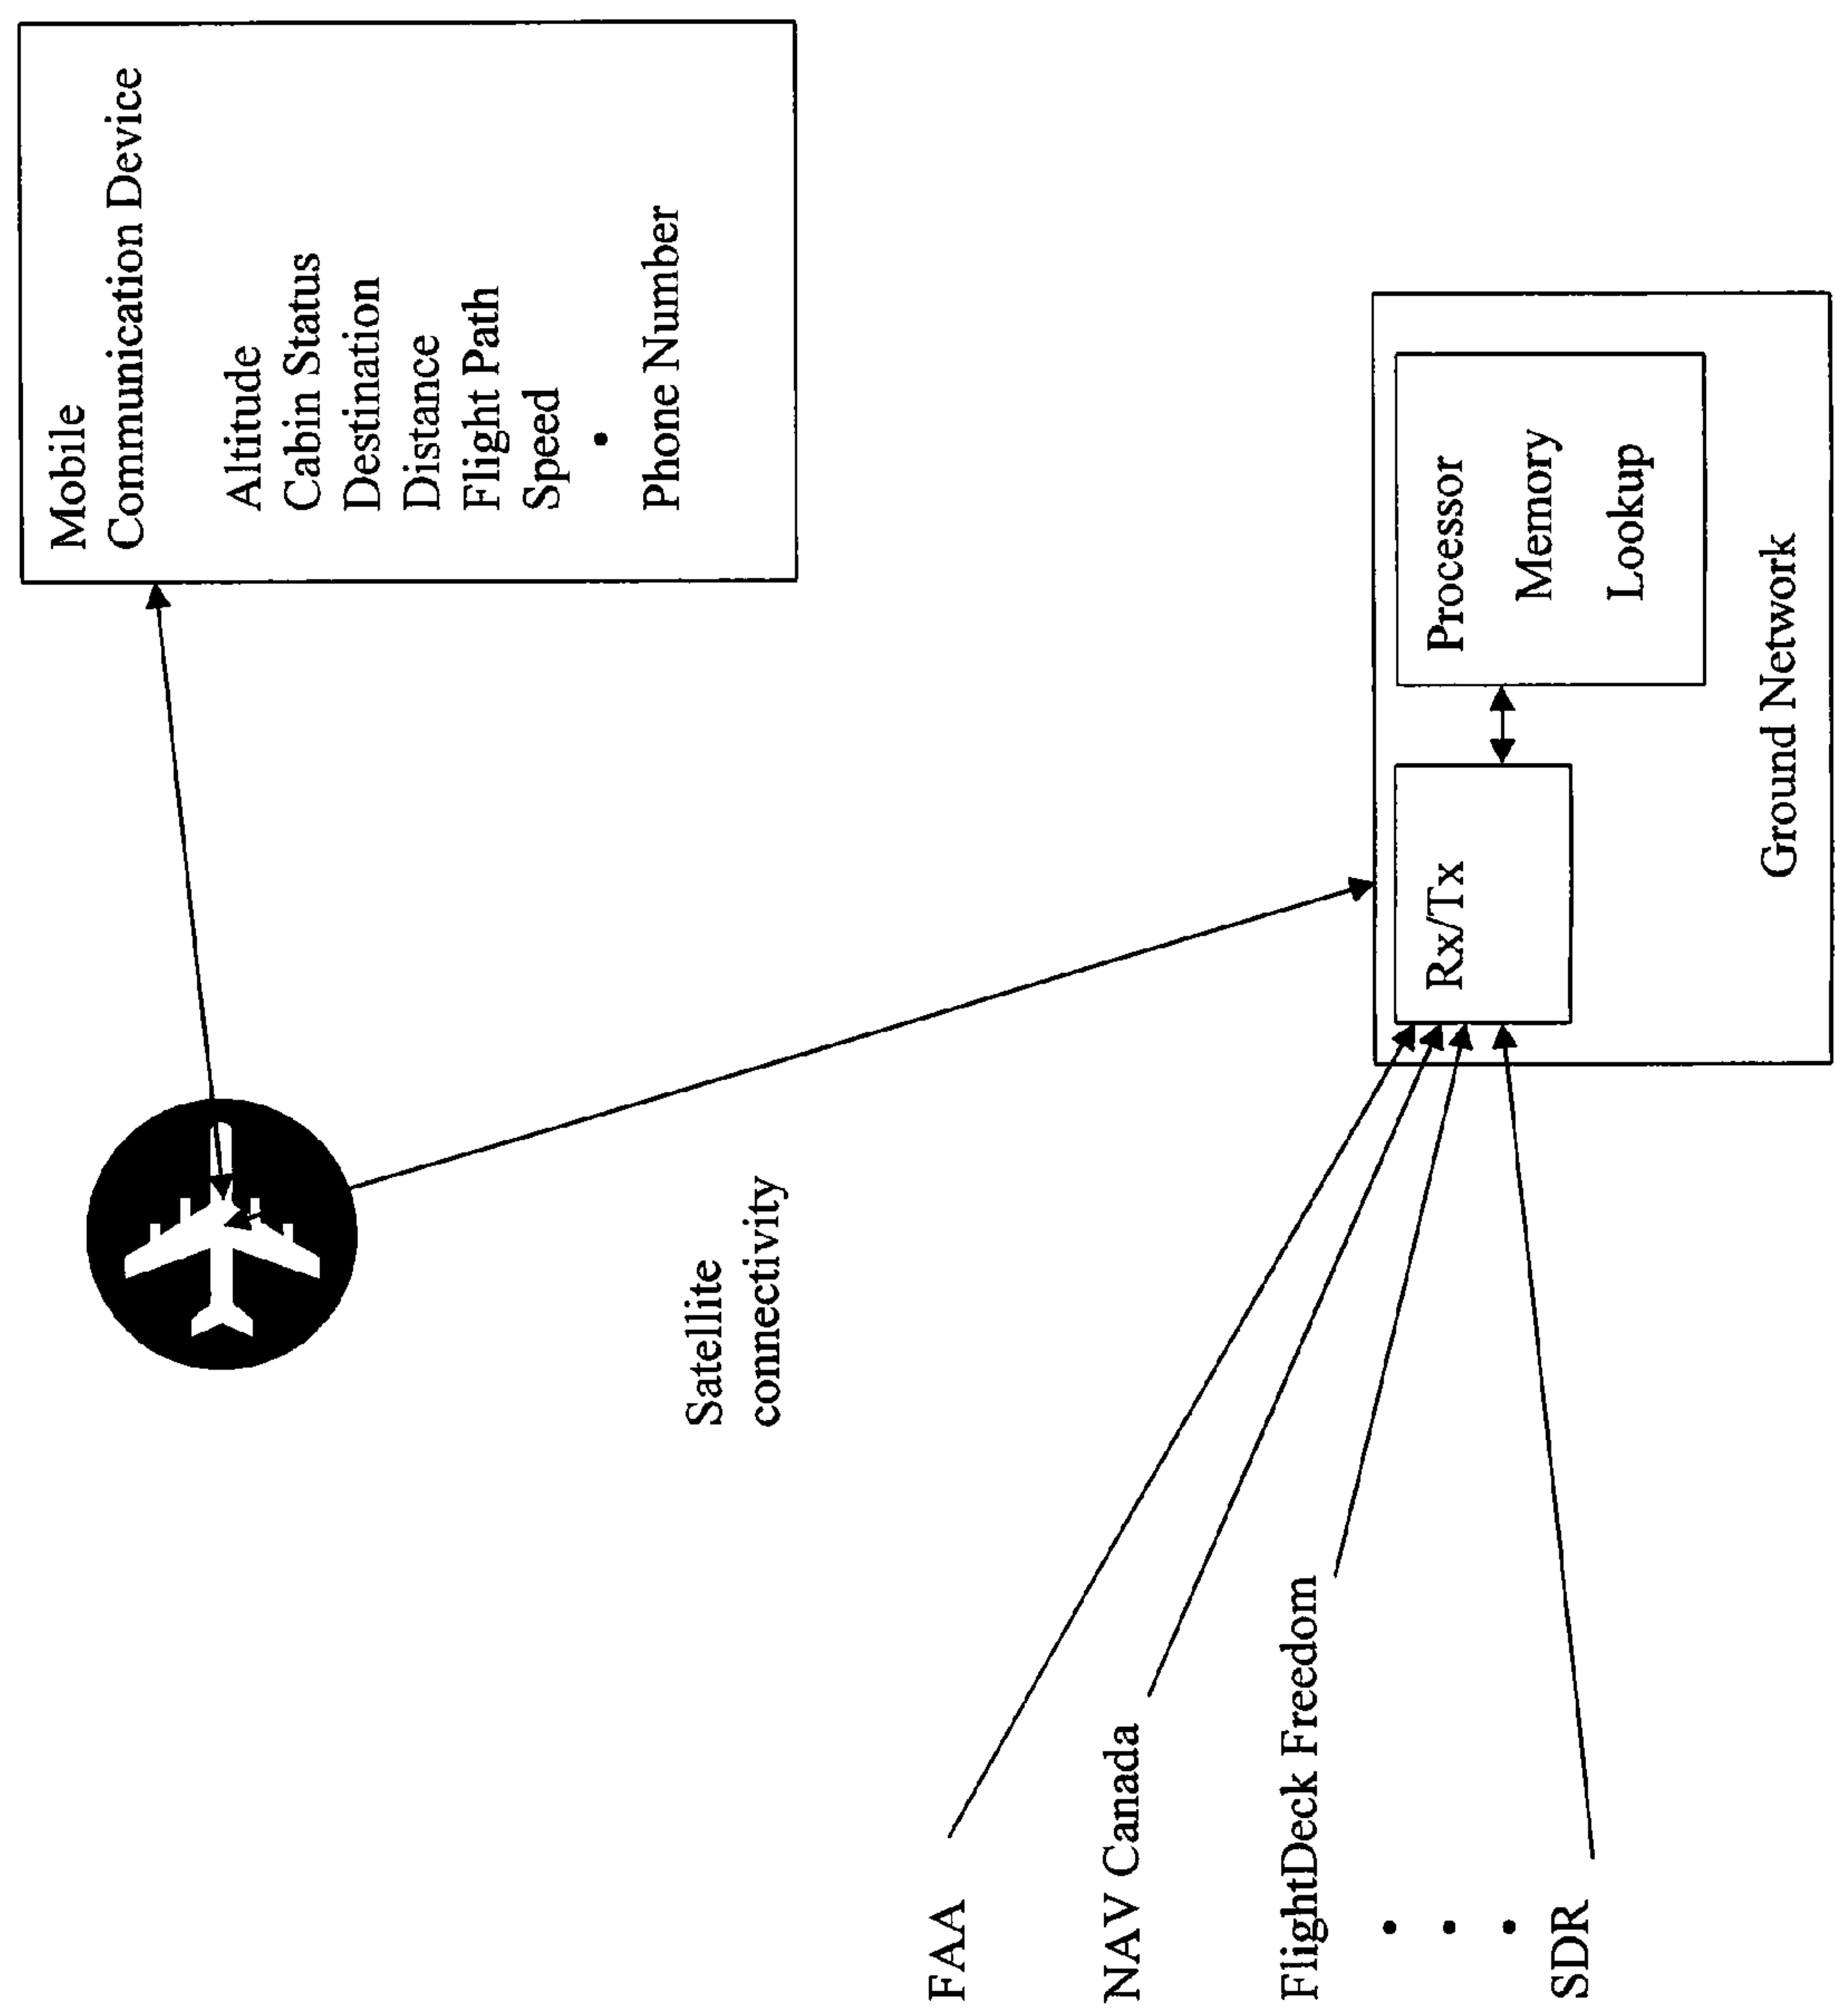 Mobile
Communication Device
Altitude
Cabin Status
Destination
Distance
Flight Path
Speed
•
Phone Number
Satellite
connectivity
FAA
NAV Canada
FlightDeck Freedom
•
•
•
SDR
Rx/Tx
Processor
Memory
Lookup
Ground Network